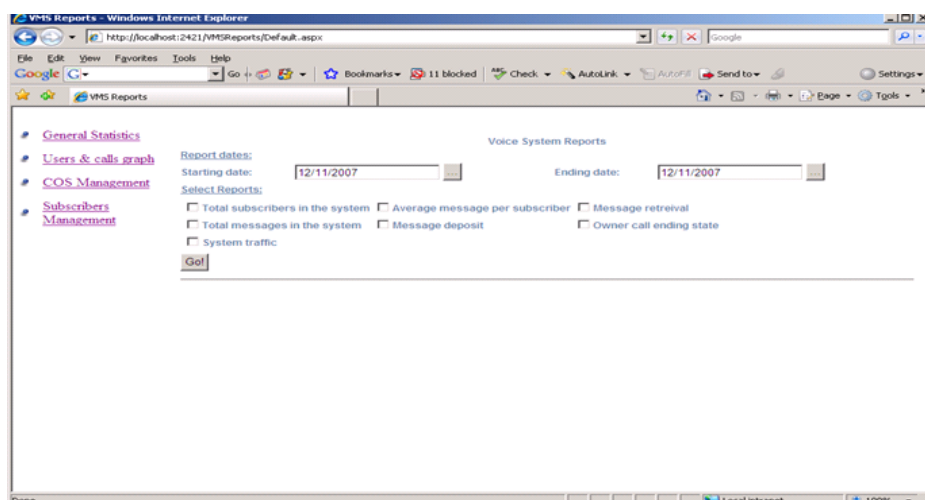 VMS Reports - Windows Internet Explorer
http://localhost:2421/VMSReports/Default.aspx
Google
File Edit View Favorites Tools Help
Google G Go Bookmarks 11 blocked Check AutoLink AutoFill Send to Settings
VMS Reports Page Tools
General Statistics
Users & calls graph
COS Management
Subscribers
Management
Voice System Reports
Report dates:
Starting date: 12/11/2007 ... Ending date: 12/11/2007 ...
Select Reports:
Total subscribers in the system Average message per subscriber Message retreival
Total messages in the system Message deposit Owner call ending state
System traffic
Go!
Done Local intranet 100%